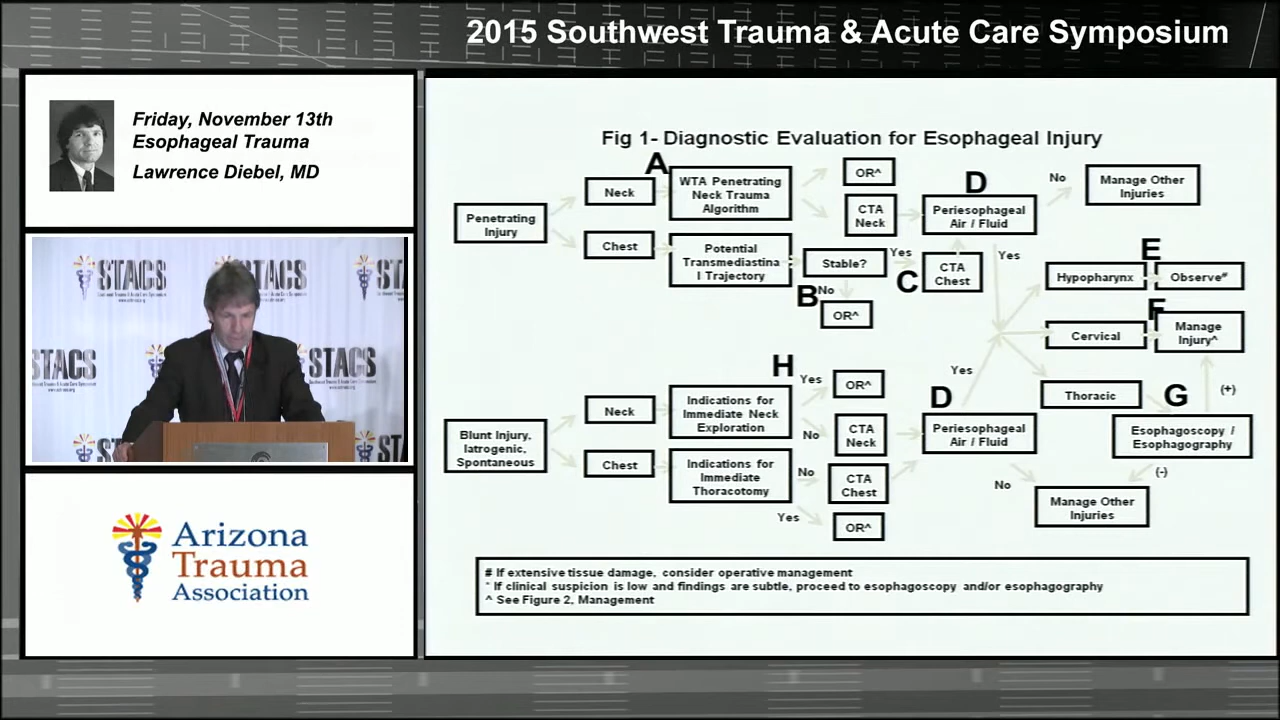 2015 Southwest Trauma & Acute Care Symposium
Friday, November 13th
Esophageal Trauma
Lawrence Diebel, MD
STACS
STACS
STACS
Arizona
Trauma
Association
Fig 1- Diagnostic Evaluation for Esophageal Injury
A
Penetrating
Injury
Neck
Chest
WTA Penetrating
Neck Trauma
Algorithm
Potential
Transmediastina
l Trajectory
OR^
CTA
Neck
Stable?
Yes
B
No
OR^
C
CTA
Chest
D
Periesophageal
Air / Fluid
No
Manage Other
Injuries
Yes
Hypopharynx
E
Observe#
Cervical
F
Manage
Injury^
Thoracic
G
(+)
Esophagoscopy /
Esophagography
(-)
Blunt Injury,
Iatrogenic,
Spontaneous
Neck
Chest
H
Indications for
Immediate Neck
Exploration
Indications for
Immediate
Thoracotomy
Yes
OR^
No
CTA
Neck
No
CTA
Chest
Yes
OR^
D
Periesophageal
Air / Fluid
Yes
No
Manage Other
Injuries
# If extensive tissue damage, consider operative management
* If clinical suspicion is low and findings are subtle, proceed to esophagoscopy and/or esophagography
^ See Figure 2, Management